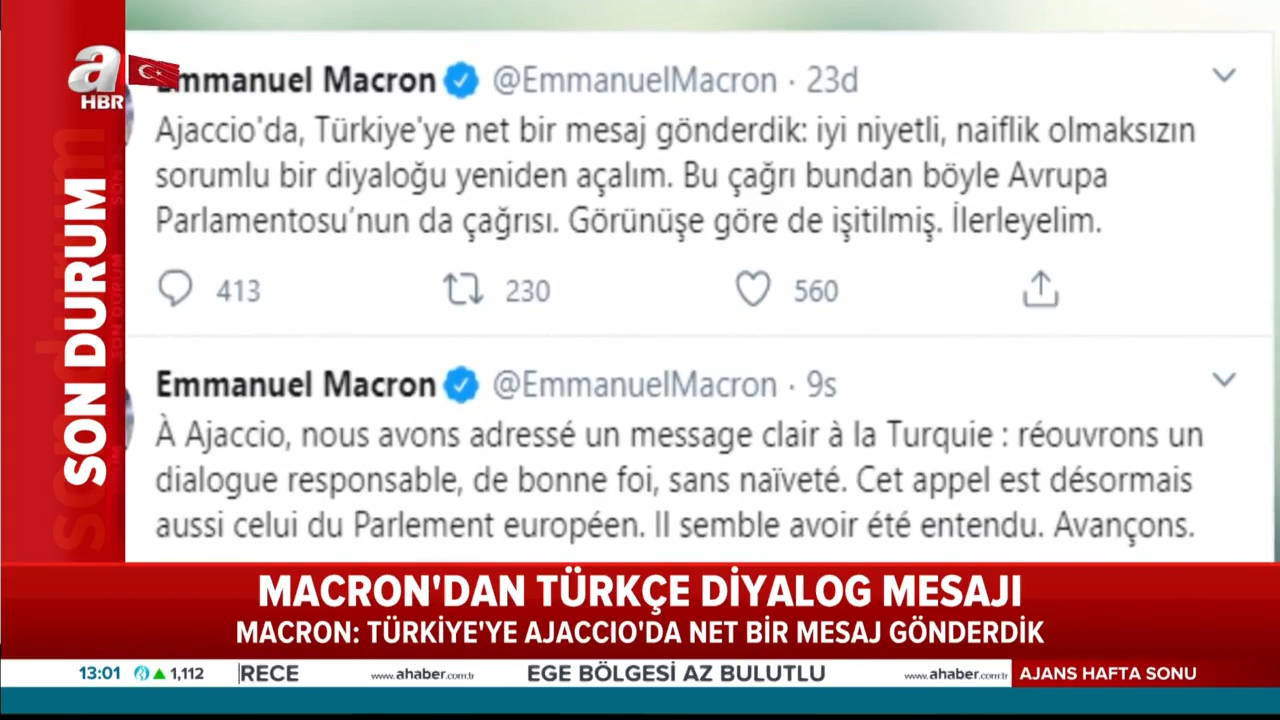 a
HBR
SON DURUM
Emmanuel Macron @EmmanuelMacron · 23d
Ajaccio'da, Türkiye'ye net bir mesaj gönderdik: iyi niyetli, naiflik olmaksızın
sorumlu bir diyaloğu yeniden açalım. Bu çağrı bundan böyle Avrupa
Parlamentosu'nun da çağrısı. Görünüşe göre de işitilmiş. İlerleyelim.
413 230 560
Emmanuel Macron @EmmanuelMacron · 9s
À Ajaccio, nous avons adressé un message clair à la Turquie : réouvrons un
dialogue responsable, de bonne foi, sans naïveté. Cet appel est désormais
aussi celui du Parlement européen. Il semble avoir été entendu. Avançons.
MACRON'DAN TÜRKÇE DİYALOG MESAJI
MACRON: TÜRKİYE'YE AJACCIO'DA NET BİR MESAJ GÖNDERDİK
13:01 1,112 RECE www.ahaber.com.tr EGE BÖLGESİ AZ BULUTLU www.ahaber.com.tr AJANS HAFTA SONU